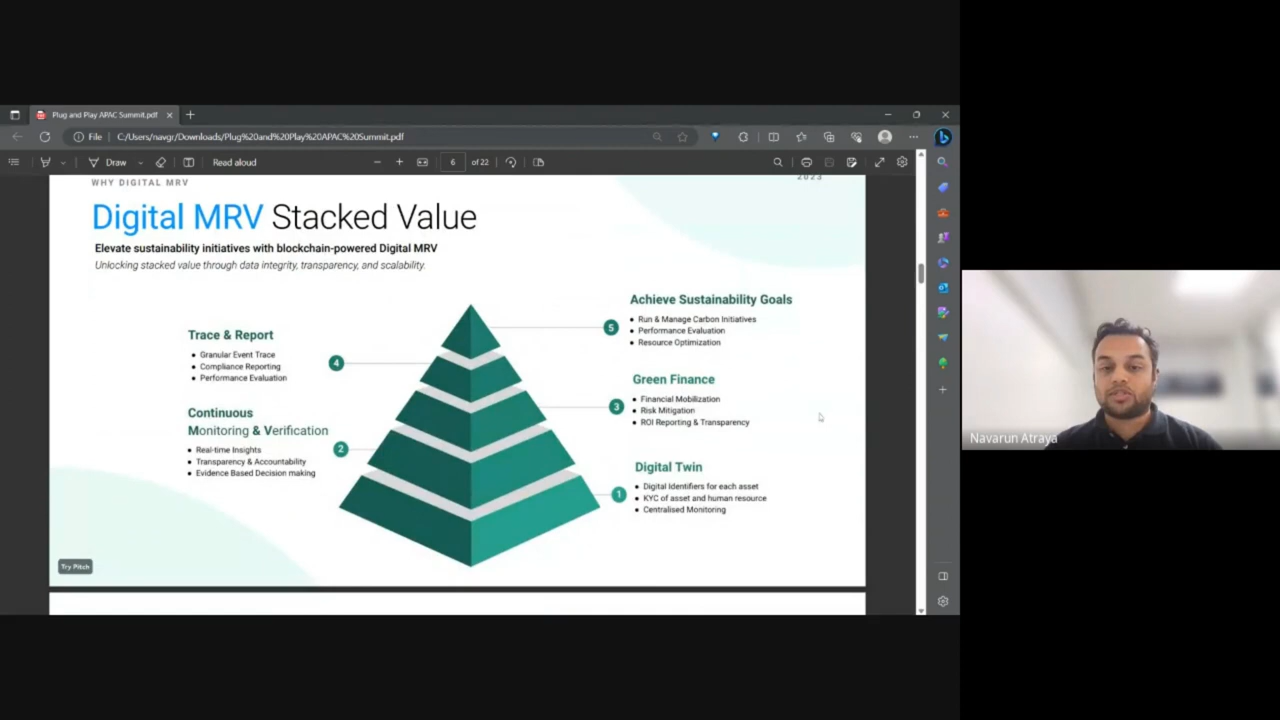 Plug and Play APAC Summit.pdf
File
C:/Users/navgr/Downloads/Plug%20and%20Play%20APAC%20Summit.pdf
Draw
Read aloud
6
of 22
WHY DIGITAL MRV
2023
Digital MRV Stacked Value
Elevate sustainability initiatives with blockchain-powered Digital MRV
Unlocking stacked value through data integrity, transparency, and scalability.
Achieve Sustainability Goals
5
• Run & Manage Carbon Initiatives
• Performance Evaluation
• Resource Optimization
Trace & Report
4
• Granular Event Trace
• Compliance Reporting
• Performance Evaluation
Green Finance
3
• Financial Mobilization
• Risk Mitigation
• ROI Reporting & Transparency
Continuous
Monitoring & Verification
2
• Real-time Insights
• Transparency & Accountability
• Evidence Based Decision making
Digital Twin
1
• Digital Identifiers for each asset
• KYC of asset and human resource
• Centralised Monitoring
Try Pitch
Navarun Atraya